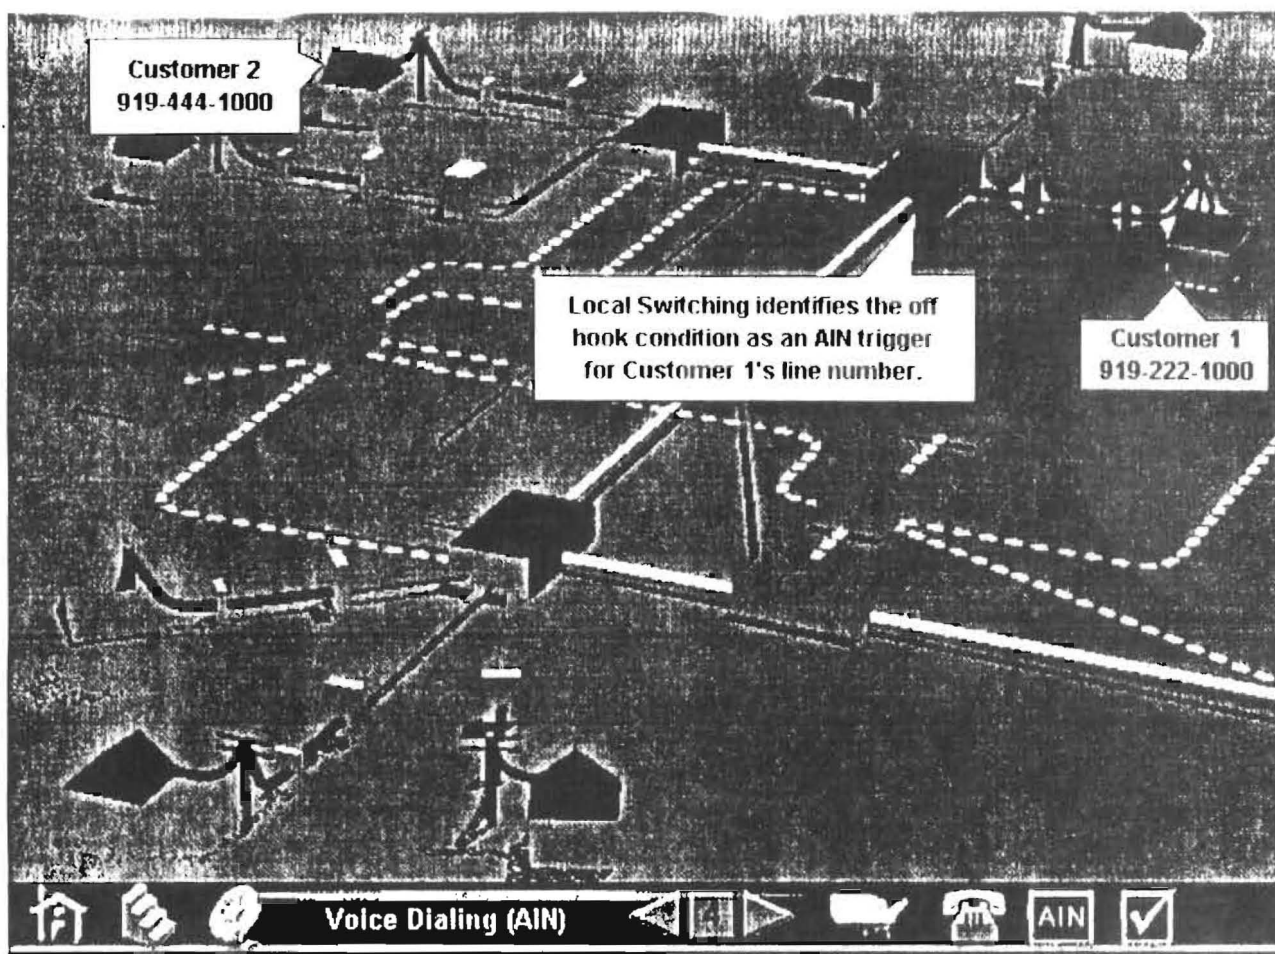 Customer 2
919-444-1000
Local Switching identifies the off
hook condition as an AIN trigger
for Customer 1's line number.
Customer 1
919-222-1000
Voice Dialing (AIN)
AIN